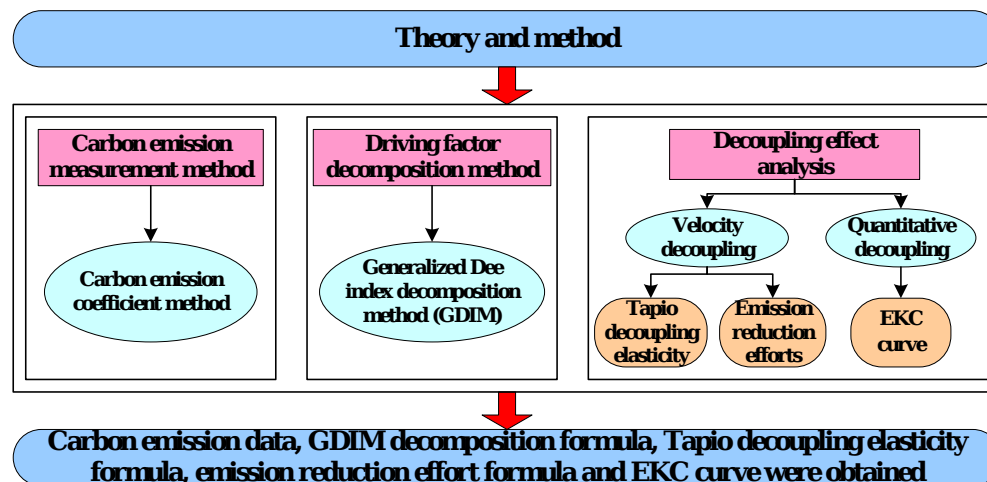 Theory and method
Carbon emission
measurement method
Driving factor
decomposition method
Decoupling effect
analysis
Velocity
decoupling
Quantitative
decoupling
Carbon emission
coefficient method
Generalized Dee
index decomposition
method (GDIM)
Tapio
decoupling
elasticity
Emission
reduction
efforts
EKC
curve
Carbon emission data, GDIM decomposition formula, Tapio decoupling elasticity
formula, emission reduction effort formula and EKC curve were obtained